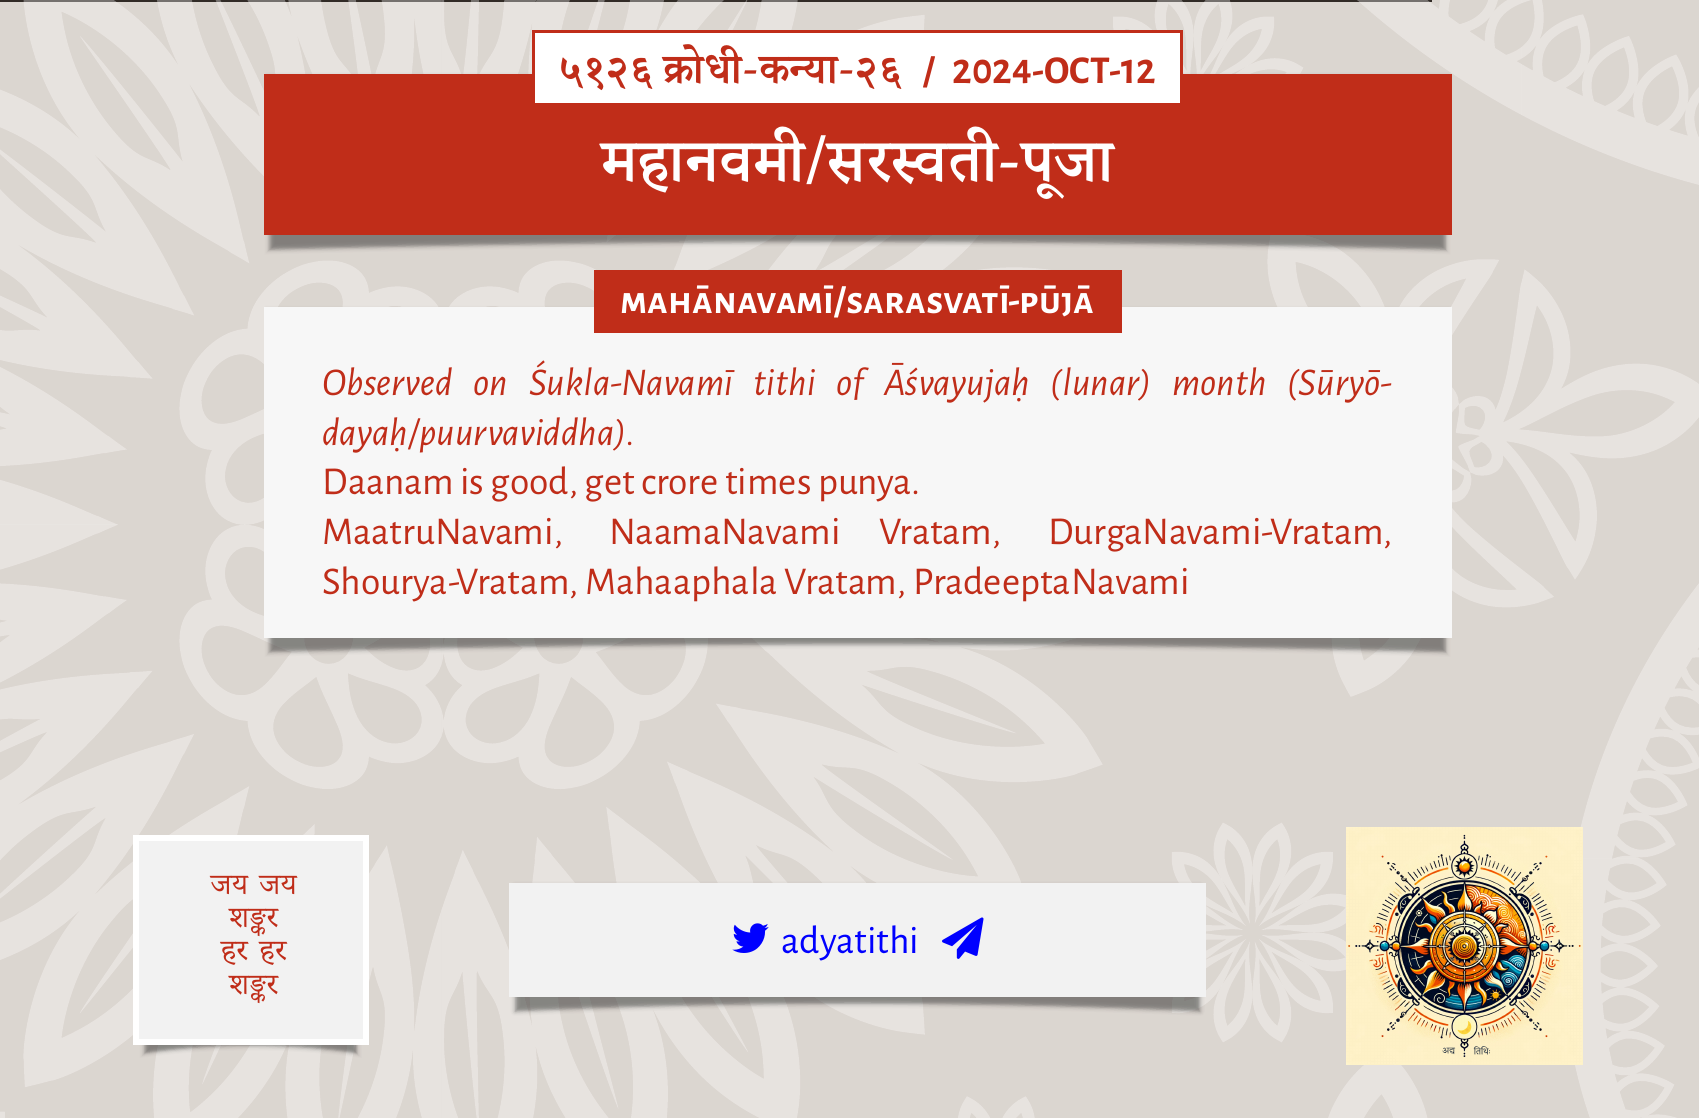 ५१२६ क्रोधी-कन्या-२६ / 2024-OCT-12
महानवमी/सरस्वती-पूजा
MAHĀNAVAMĪ/SARASVATĪ-PŪJĀ
Observed on Śukla-Navamī tithi of Āśvayujaḥ (lunar) month (Sūryō-
dayaḥ/puurvaviddha).
Daanam is good, get crore times punya.
MaatruNavami, NaamaNavami Vratam, DurgaNavami-Vratam,
Shourya-Vratam, Mahaaphala Vratam, PradeeptaNavami
जय जय
शङ्कर
हर हर
शङ्कर
adyatithi
अद्य तिथिः